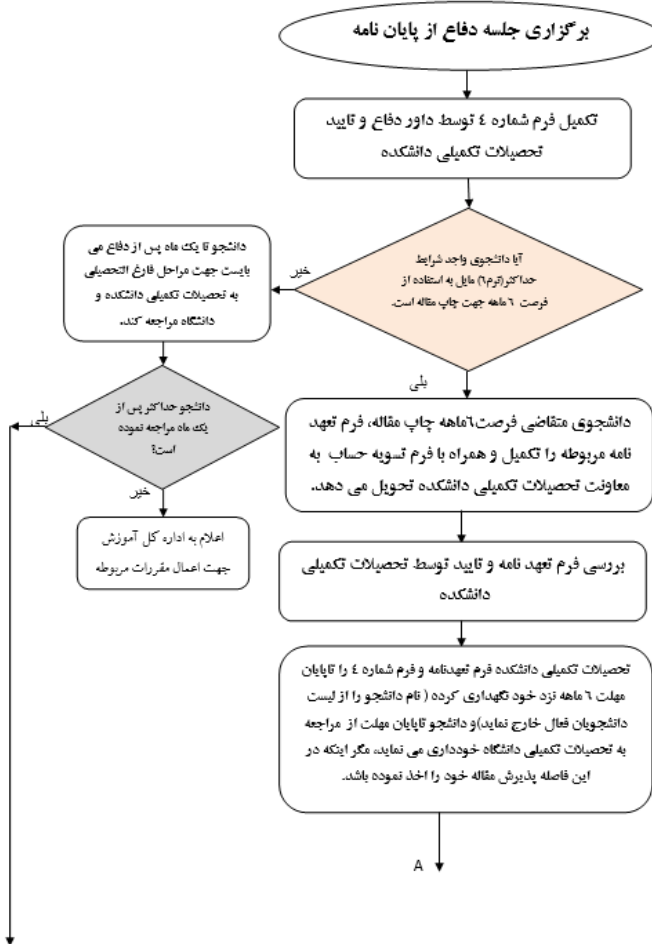 برگزاری جلسه دفاع از پایان نامه
تکمیل فرم شماره ٤ توسط داور دفاع و تایید
تحصیلات تکمیلی دانشکده
آیا دانشجوی واجد شرایط
حداکثر(ترم٦) مایل به استفاده از
فرصت ٦ ماهه جهت چاپ مقاله است.
خیر
دانشجو تا یک ماه پس از دفاع می
بایست جهت مراحل فارغ التحصیلی
به تحصیلات تکمیلی دانشکده و
دانشگاه مراجعه کند.
بلی
دانشجو حداکثر پس از
یک ماه مراجعه نموده
است؟
بلی
خیر
اعلام به اداره کل آموزش
جهت اعمال مقررات مربوطه
دانشجوی متقاضی فرصت٦ماهه چاپ مقاله، فرم تعهد
نامه مربوطه را تکمیل و همراه با فرم تسویه حساب به
معاونت تحصیلات تکمیلی دانشکده تحویل می دهد.
بررسی فرم تعهد نامه و تایید توسط تحصیلات تکمیلی
دانشکده
تحصیلات تکمیلی دانشکده فرم تعهدنامه و فرم شماره ٤ را تاپایان
مهلت ٦ ماهه نزد خود نگهداری کرده ( نام دانشجو را از لیست
دانشجویان فعال خارج نماید)و دانشجو تاپایان مهلت از مراجعه
به تحصیلات تکمیلی دانشگاه خودداری می نماید، مگر اینکه در
این فاصله پذیرش مقاله خود را اخذ نموده باشد.
A